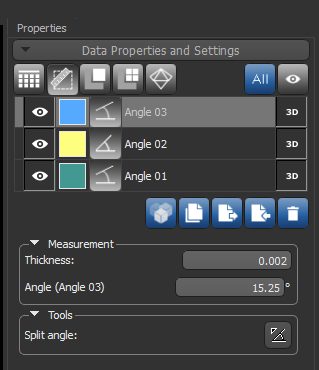 Properties
Data Properties and Settings
All
Angle 03 3D
Angle 02 3D
Angle 01 3D
Measurement
Thickness: 0.002
Angle (Angle 03) 15.25 °
Tools
Split angle: